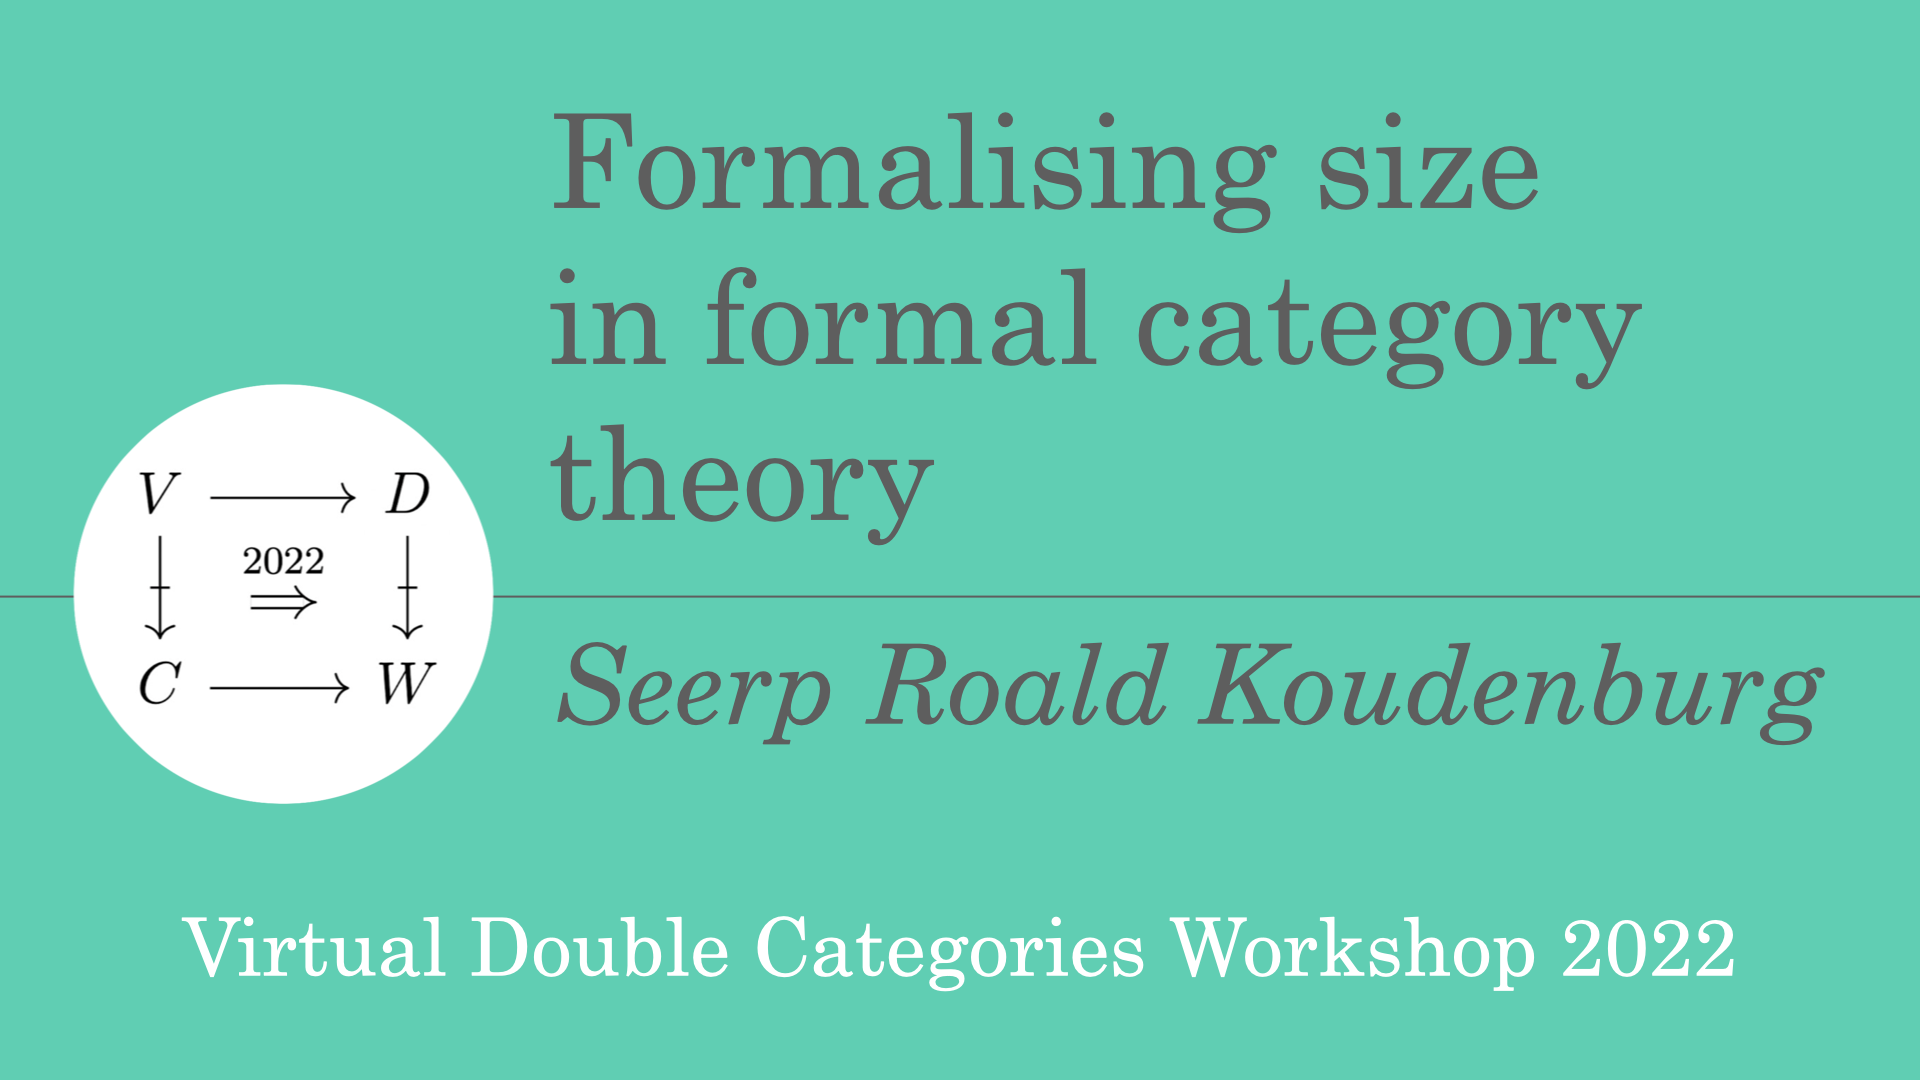 Formalising size
in formal category
theory
V D
2022
C W
Seerp Roald Koudenburg
Virtual Double Categories Workshop 2022